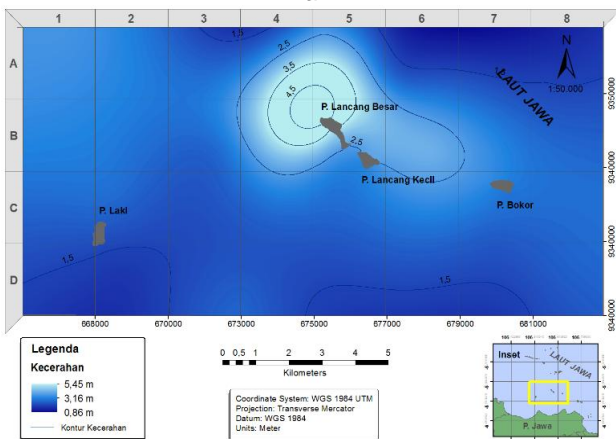 1 2 3 4 5 6 7 8
A
B
C
D
1,5
2,5
3,5
4,5
N
1:50.000
LAUT JAWA
P. Lancang Besar
2,5
P. Lancang Kecil
P. Bokor
P. Laki
1,5
1,5
9350000
9340000
9340000
9340000
668000 670000 673000 675000 677000 679000 681000
Legenda
Kecerahan
5,45 m
3,16 m
0,86 m
Kontur Kecerahan
0 0,5 1 2 3 4 5
Kilometers
Coordinate System: WGS 1984 UTM
Projection: Transverse Mercator
Datum: WGS 1984
Units: Meter
Inset
LAUT JAWA
P. Jawa